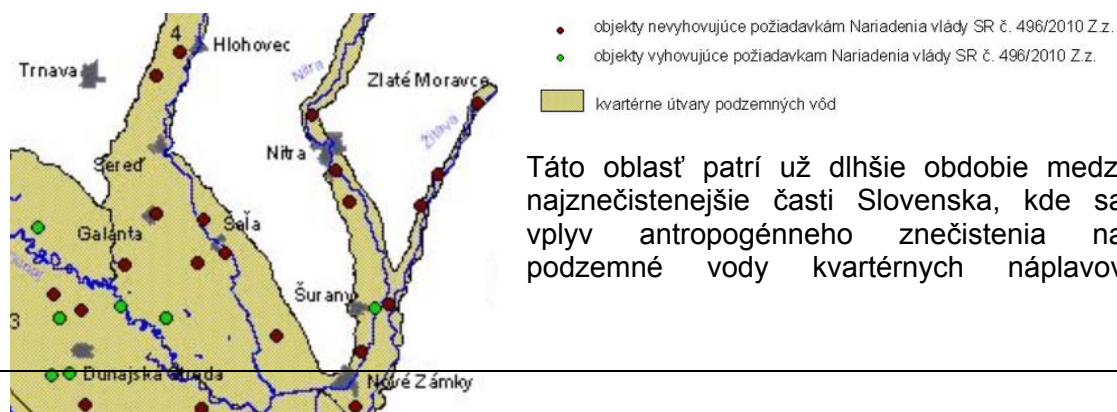 objekty nevyhovujúce požiadavkám Nariadenia vlády SR č. 496/2010 Z.z.
objekty vyhovujúce požiadavkam Nariadenia vlády SR č. 496/2010 Z.z.
kvartérne útvary podzemných vôd
4
Hlohovec
Trnava
Nitra
Zlaté Moravce
Žitava
Nitra
Sereď
Šaľa
Galanta
Šurany
3
Dunajská Streda
Nové Zámky
Táto oblasť patrí už dlhšie obdobie medz
najznečistenejšie časti Slovenska, kde sa
vplyv antropogénneho znečistenia na
podzemné vody kvartérnych náplavov